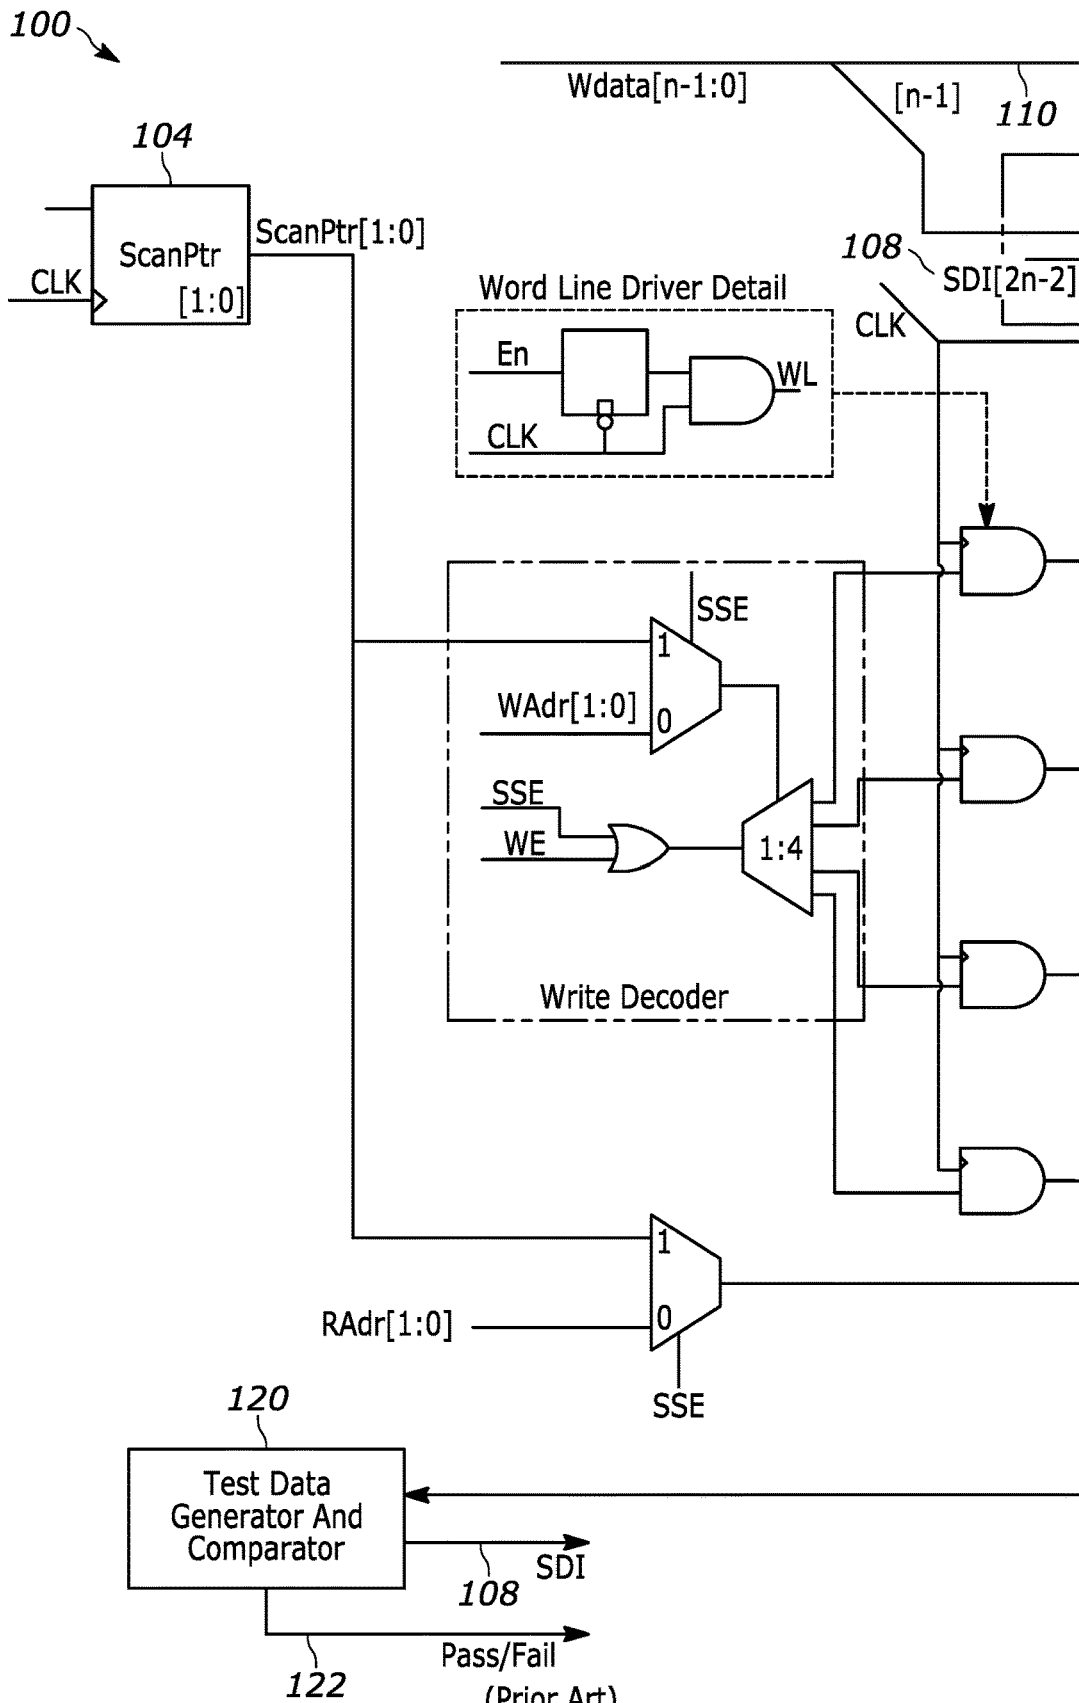 100
Wdata[n-1:0]
[n-1]
110
104
ScanPtr
[1:0]
CLK
ScanPtr[1:0]
108
SDI[2n-2]
CLK
Word Line Driver Detail
En
CLK
WL
SSE
1
WAdr[1:0]
0
SSE
WE
1:4
Write Decoder
1
RAdr[1:0]
0
SSE
120
Test Data
Generator And
Comparator
SDI
108
Pass/Fail
122
(Prior Art)